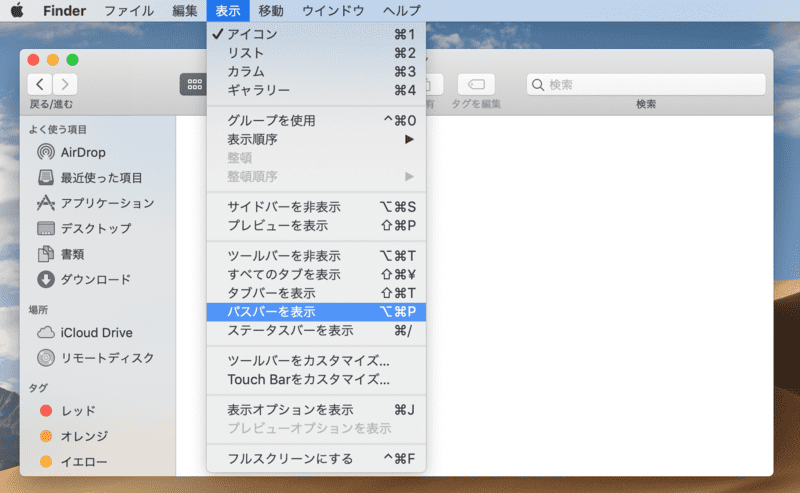 Finder ファイル 編集 表示 移動 ウインドウ ヘルプ
✓アイコン ⌘1
リスト ⌘2
カラム ⌘3
ギャラリー ⌘4
グループを使用 ^⌘0
表示順序 ▶
整頓
整頓順序 ▶
サイドバーを非表示 ⌥⌘S
プレビューを表示 ⇧⌘P
ツールバーを非表示 ⌥⌘T
すべてのタブを表示 ⇧⌘¥
タブバーを表示 ⇧⌘T
パスバーを表示 ⌥⌘P
ステータスバーを表示 ⌘/
ツールバーをカスタマイズ...
Touch Barをカスタマイズ...
表示オプションを表示 ⌘J
プレビューオプションを表示
フルスクリーンにする ^⌘F
戻る/進む
有
タグを編集
検索
検索
よく使う項目
AirDrop
最近使った項目
アプリケーション
デスクトップ
書類
ダウンロード
場所
iCloud Drive
リモートディスク
タグ
レッド
オレンジ
イエロー